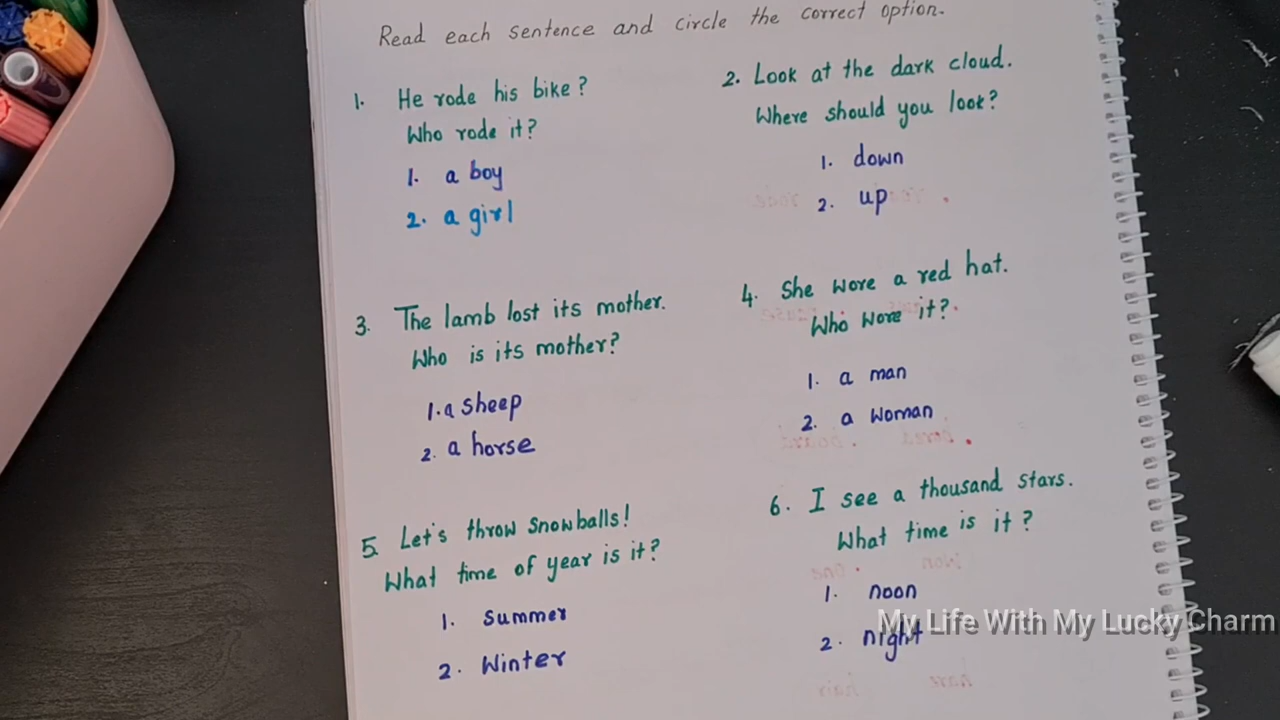 Read each sentence and circle the correct option.
1. He rode his bike?
Who rode it?
1. a boy
2. a girl
2. Look at the dark cloud.
Where should you look?
1. down
2. up
3. The lamb lost its mother.
Who is its mother?
1. a sheep
2. a horse
4. She wore a red hat.
Who wore it?
1. a man
2. a woman
5. Let's throw snowballs!
What time of year is it?
1. Summer
2. Winter
6. I see a thousand stars.
What time is it?
1. noon
2. night
My Life With My Lucky Charm